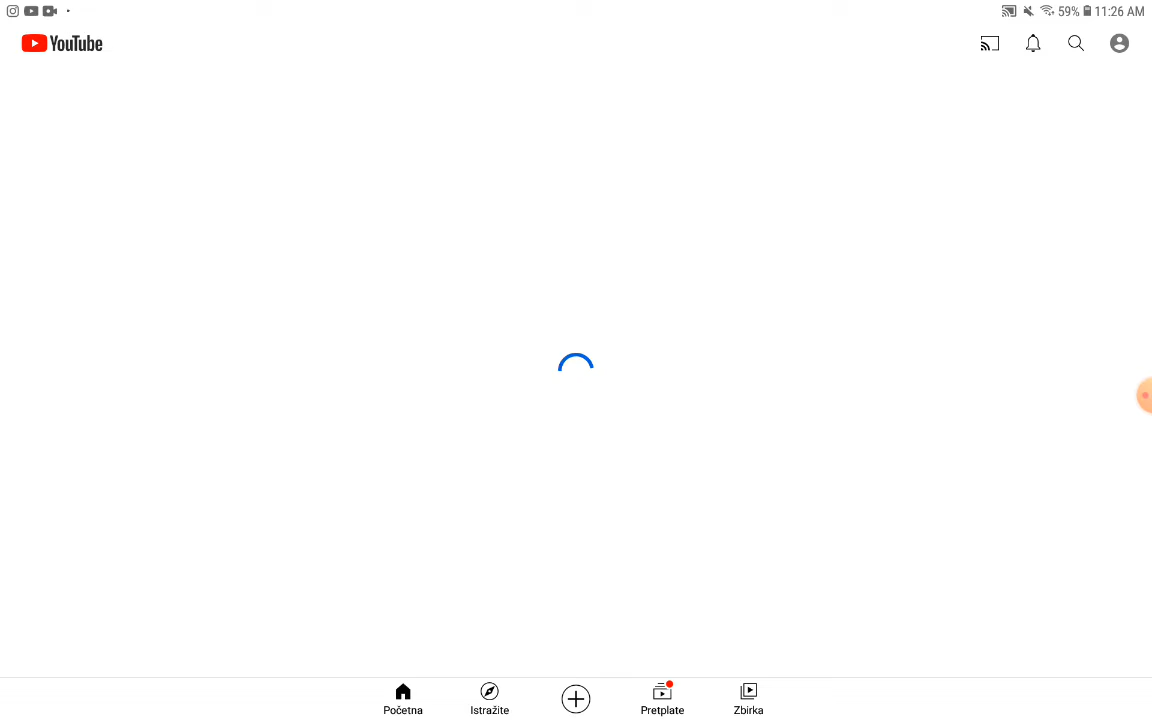 59% 11:26 AM
YouTube
Početna
Istražite
Pretplate
Zbirka